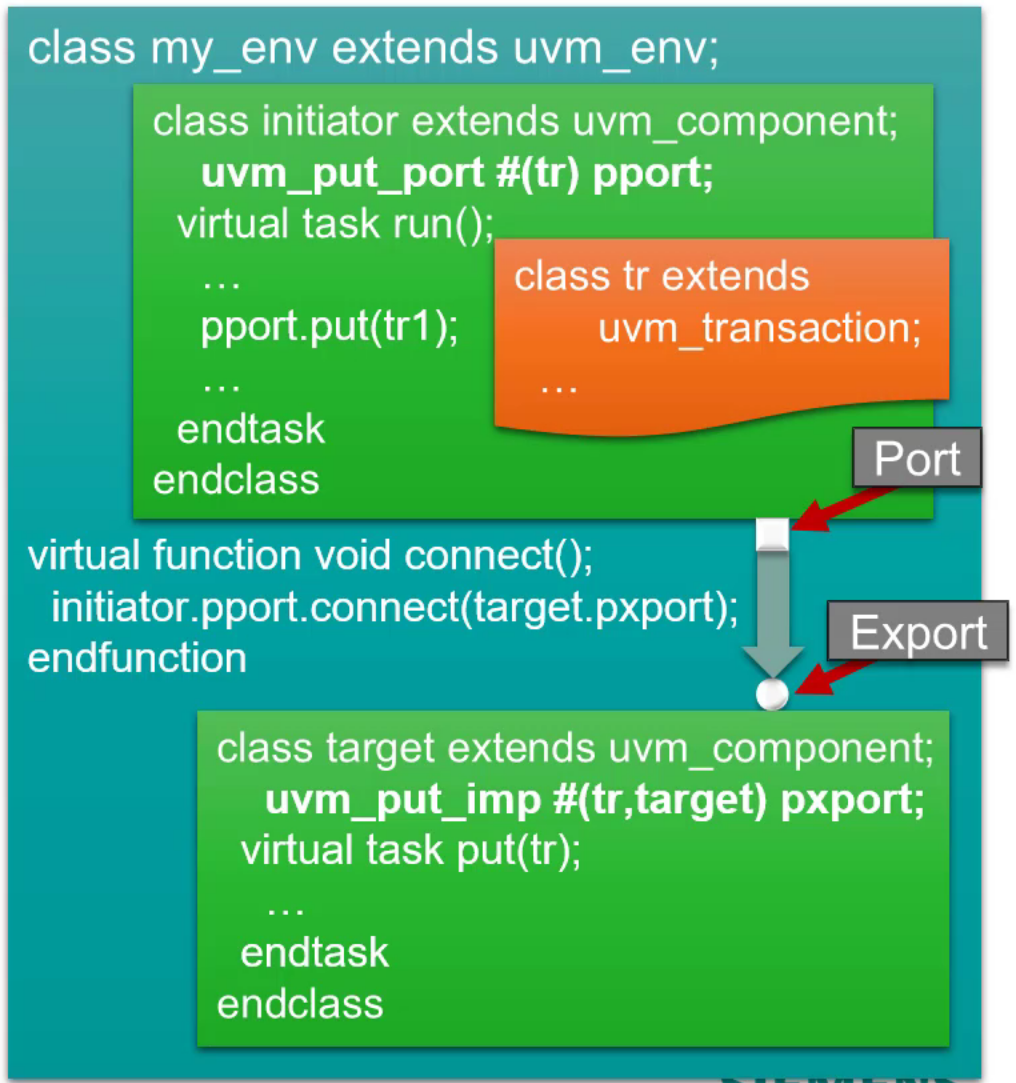 class my_env extends uvm_env;
class initiator extends uvm_component;
uvm_put_port #(tr) pport;
virtual task run();
…
pport.put(tr1);
…
endtask
endclass
class tr extends
uvm_transaction;
…
Port
virtual function void connect();
initiator.pport.connect(target.pxport);
endfunction
Export
class target extends uvm_component;
uvm_put_imp #(tr,target) pxport;
virtual task put(tr);
…
endtask
endclass